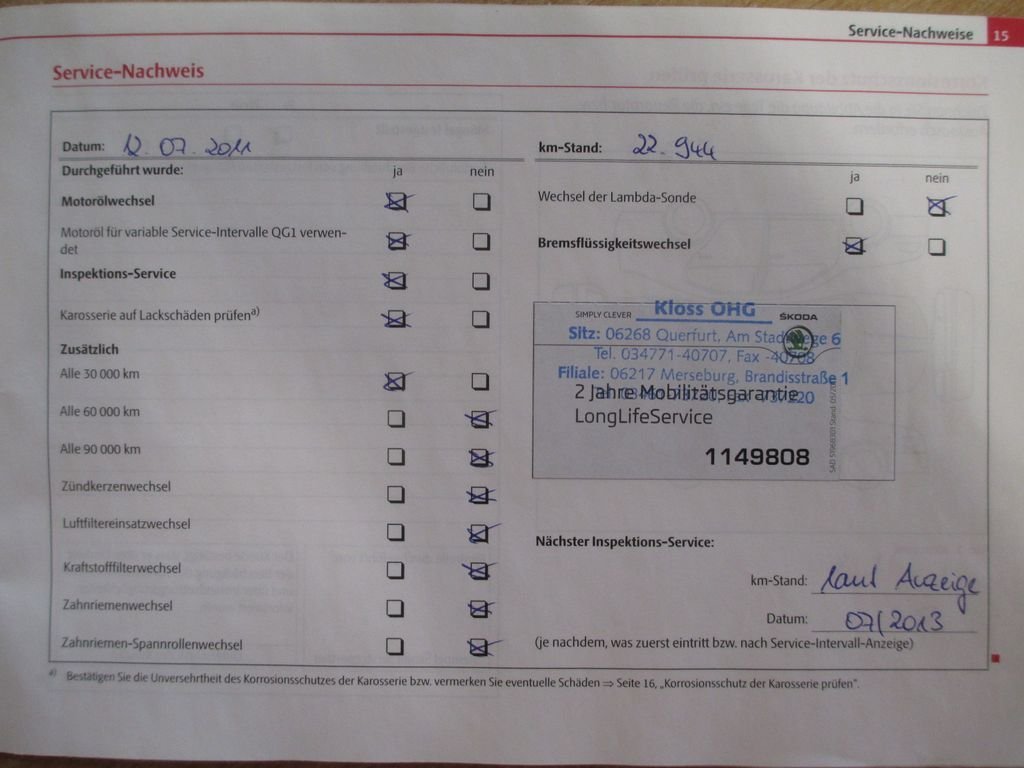 Service-Nachweise 15
Service-Nachweis
Datum: 12.07.2011
Durchgeführt wurde: ja nein
Motorölwechsel
Motoröl für variable Service-Intervalle QG1 verwen-
det
Inspektions-Service
Karosserie auf Lackschäden prüfen a)
Zusätzlich
Alle 30 000 km
Alle 60 000 km
Alle 90 000 km
Zündkerzenwechsel
Luftfiltereinsatzwechsel
Kraftstofffilterwechsel
Zahnriemenwechsel
Zahnriemen-Spannrollenwechsel
km-Stand: 22.944
ja nein
Wechsel der Lambda-Sonde
Bremsflüssigkeitswechsel
SIMPLY CLEVER ŠKODA
Kloss OHG
Sitz: 06268 Querfurt, Am Stadtwege 6
Tel. 034771-40707, Fax -40708
Filiale: 06217 Merseburg, Brandisstraße 1
2 Jahre Mobilitätsgarantie
LongLifeService
1149808
Nächster Inspektions-Service:
km-Stand: laut Anzeige
Datum: 07/2013
(je nachdem, was zuerst eintritt bzw. nach Service-Intervall-Anzeige)
a) Bestätigen Sie die Unversehrtheit des Korrosionsschutzes der Karosserie bzw. vermerken Sie eventuelle Schäden ⇒ Seite 16, „Korrosionsschutz der Karosserie prüfen".